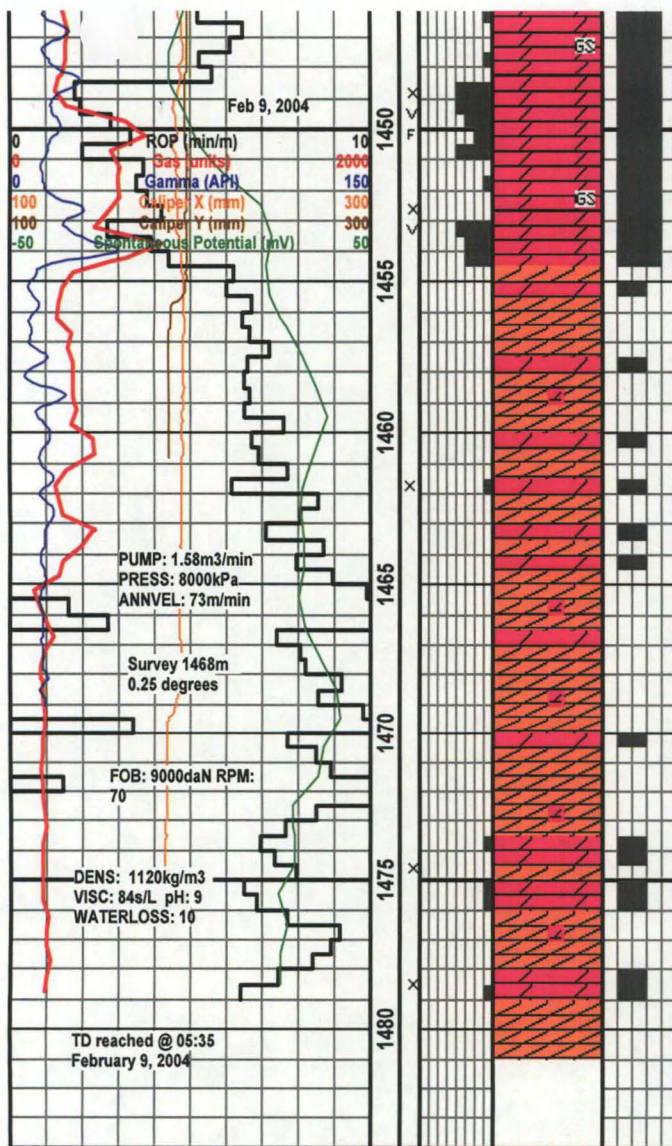 GS
Feb 9, 2004
X
V
F
1450
0 ROP (min/m) 10
0 Gas (units) 2000
0 Gamma (API) 150
100 Caliper X (mm) 300
100 Caliper Y (mm) 300
-50 Spontaneous Potential (mV) 50
GS
X
V
1455
1460
X
PUMP: 1.58m3/min
PRESS: 8000kPa
ANNVEL: 73m/min
1465
Survey 1468m
0.25 degrees
1470
FOB: 9000daN RPM:
70
X
1475
DENS: 1120kg/m3
VISC: 84s/L pH: 9
WATERLOSS: 10
X
1480
TD reached @ 05:35
February 9, 2004